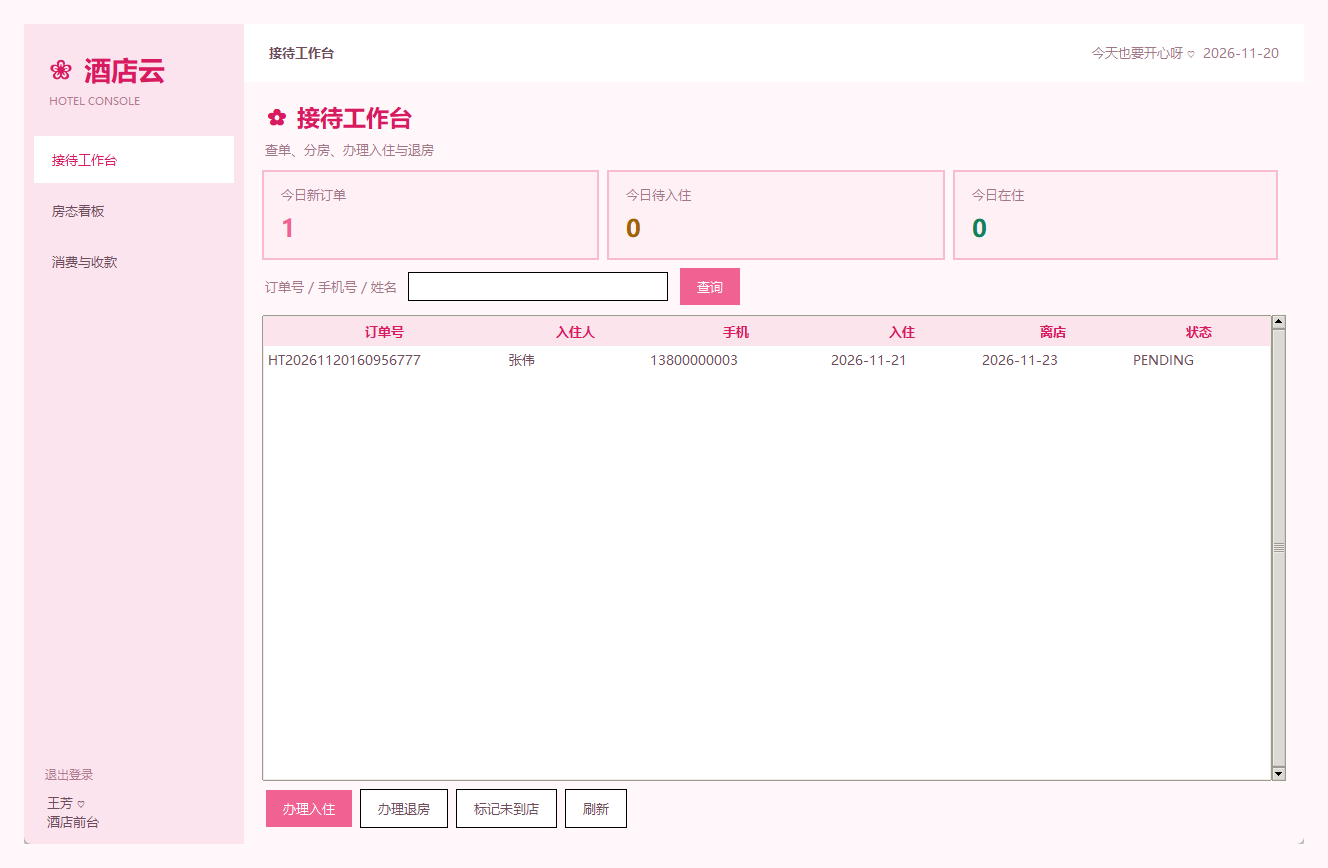 ❀ 酒店云
HOTEL CONSOLE
接待工作台
房态看板
消费与收款
退出登录
王芳 ♡
酒店前台
接待工作台
今天也要开心呀 ♡ 2026-11-20
✿ 接待工作台
查单、分房、办理入住与退房
今日新订单
1
今日待入住
0
今日在住
0
订单号 / 手机号 / 姓名 查询
订单号 入住人 手机 入住 离店 状态
HT20261120160956777 张伟 13800000003 2026-11-21 2026-11-23 PENDING
办理入住 办理退房 标记未到店 刷新